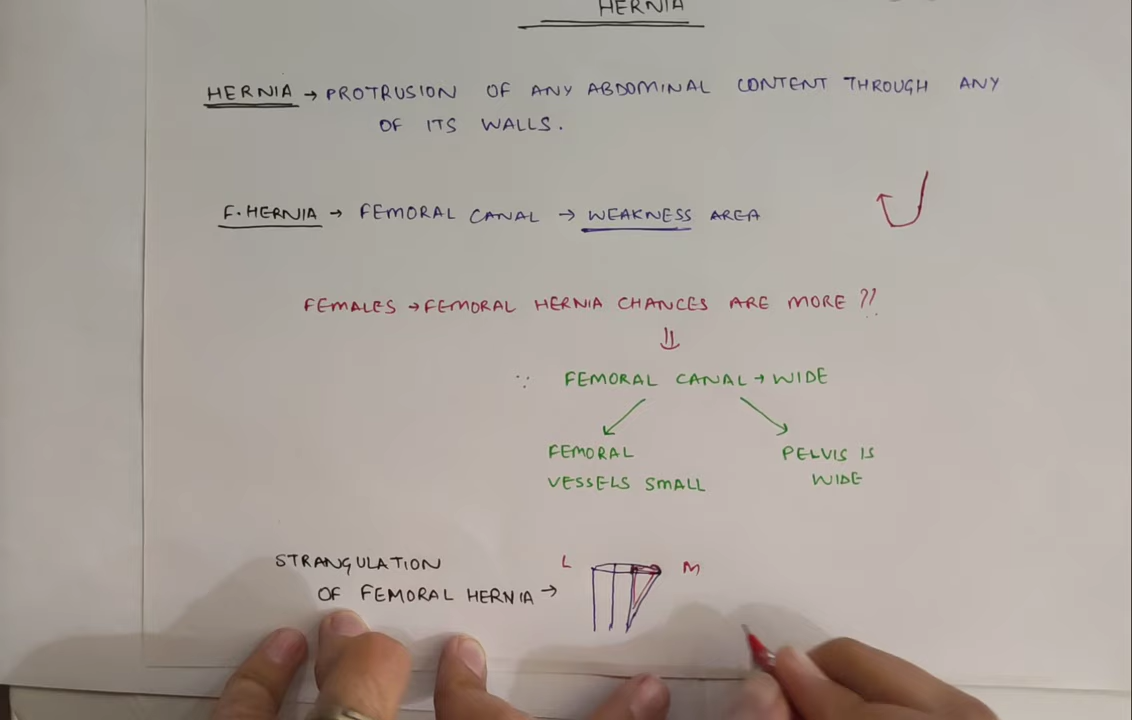 HERNIA
HERNIA → PROTRUSION OF ANY ABDOMINAL CONTENT THROUGH ANY
OF ITS WALLS.
F. HERNIA → FEMORAL CANAL → WEAKNESS AREA
FEMALES → FEMORAL HERNIA CHANCES ARE MORE ??
⇓
∵ FEMORAL CANAL → WIDE
FEMORAL
VESSELS SMALL
PELVIS IS
WIDE
STRANGULATION
OF FEMORAL HERNIA →
L M